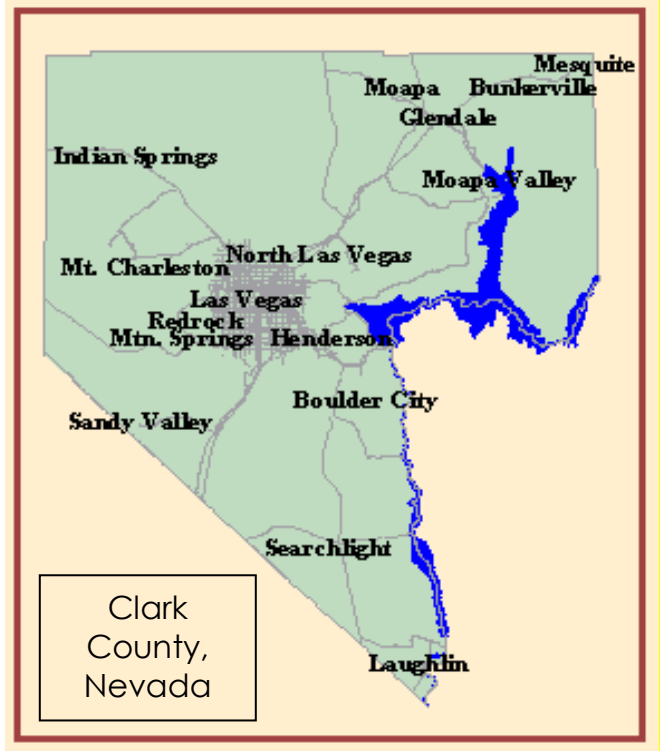 Mesquite
Moapa
Bunkerville
Glendale
Indian Springs
Moapa Valley
North Las Vegas
Mt. Charleston
Las Vegas
Redrock
Mtn. Springs
Henderson
Boulder City
Sandy Valley
Searchlight
Clark
County,
Nevada
Laughlin